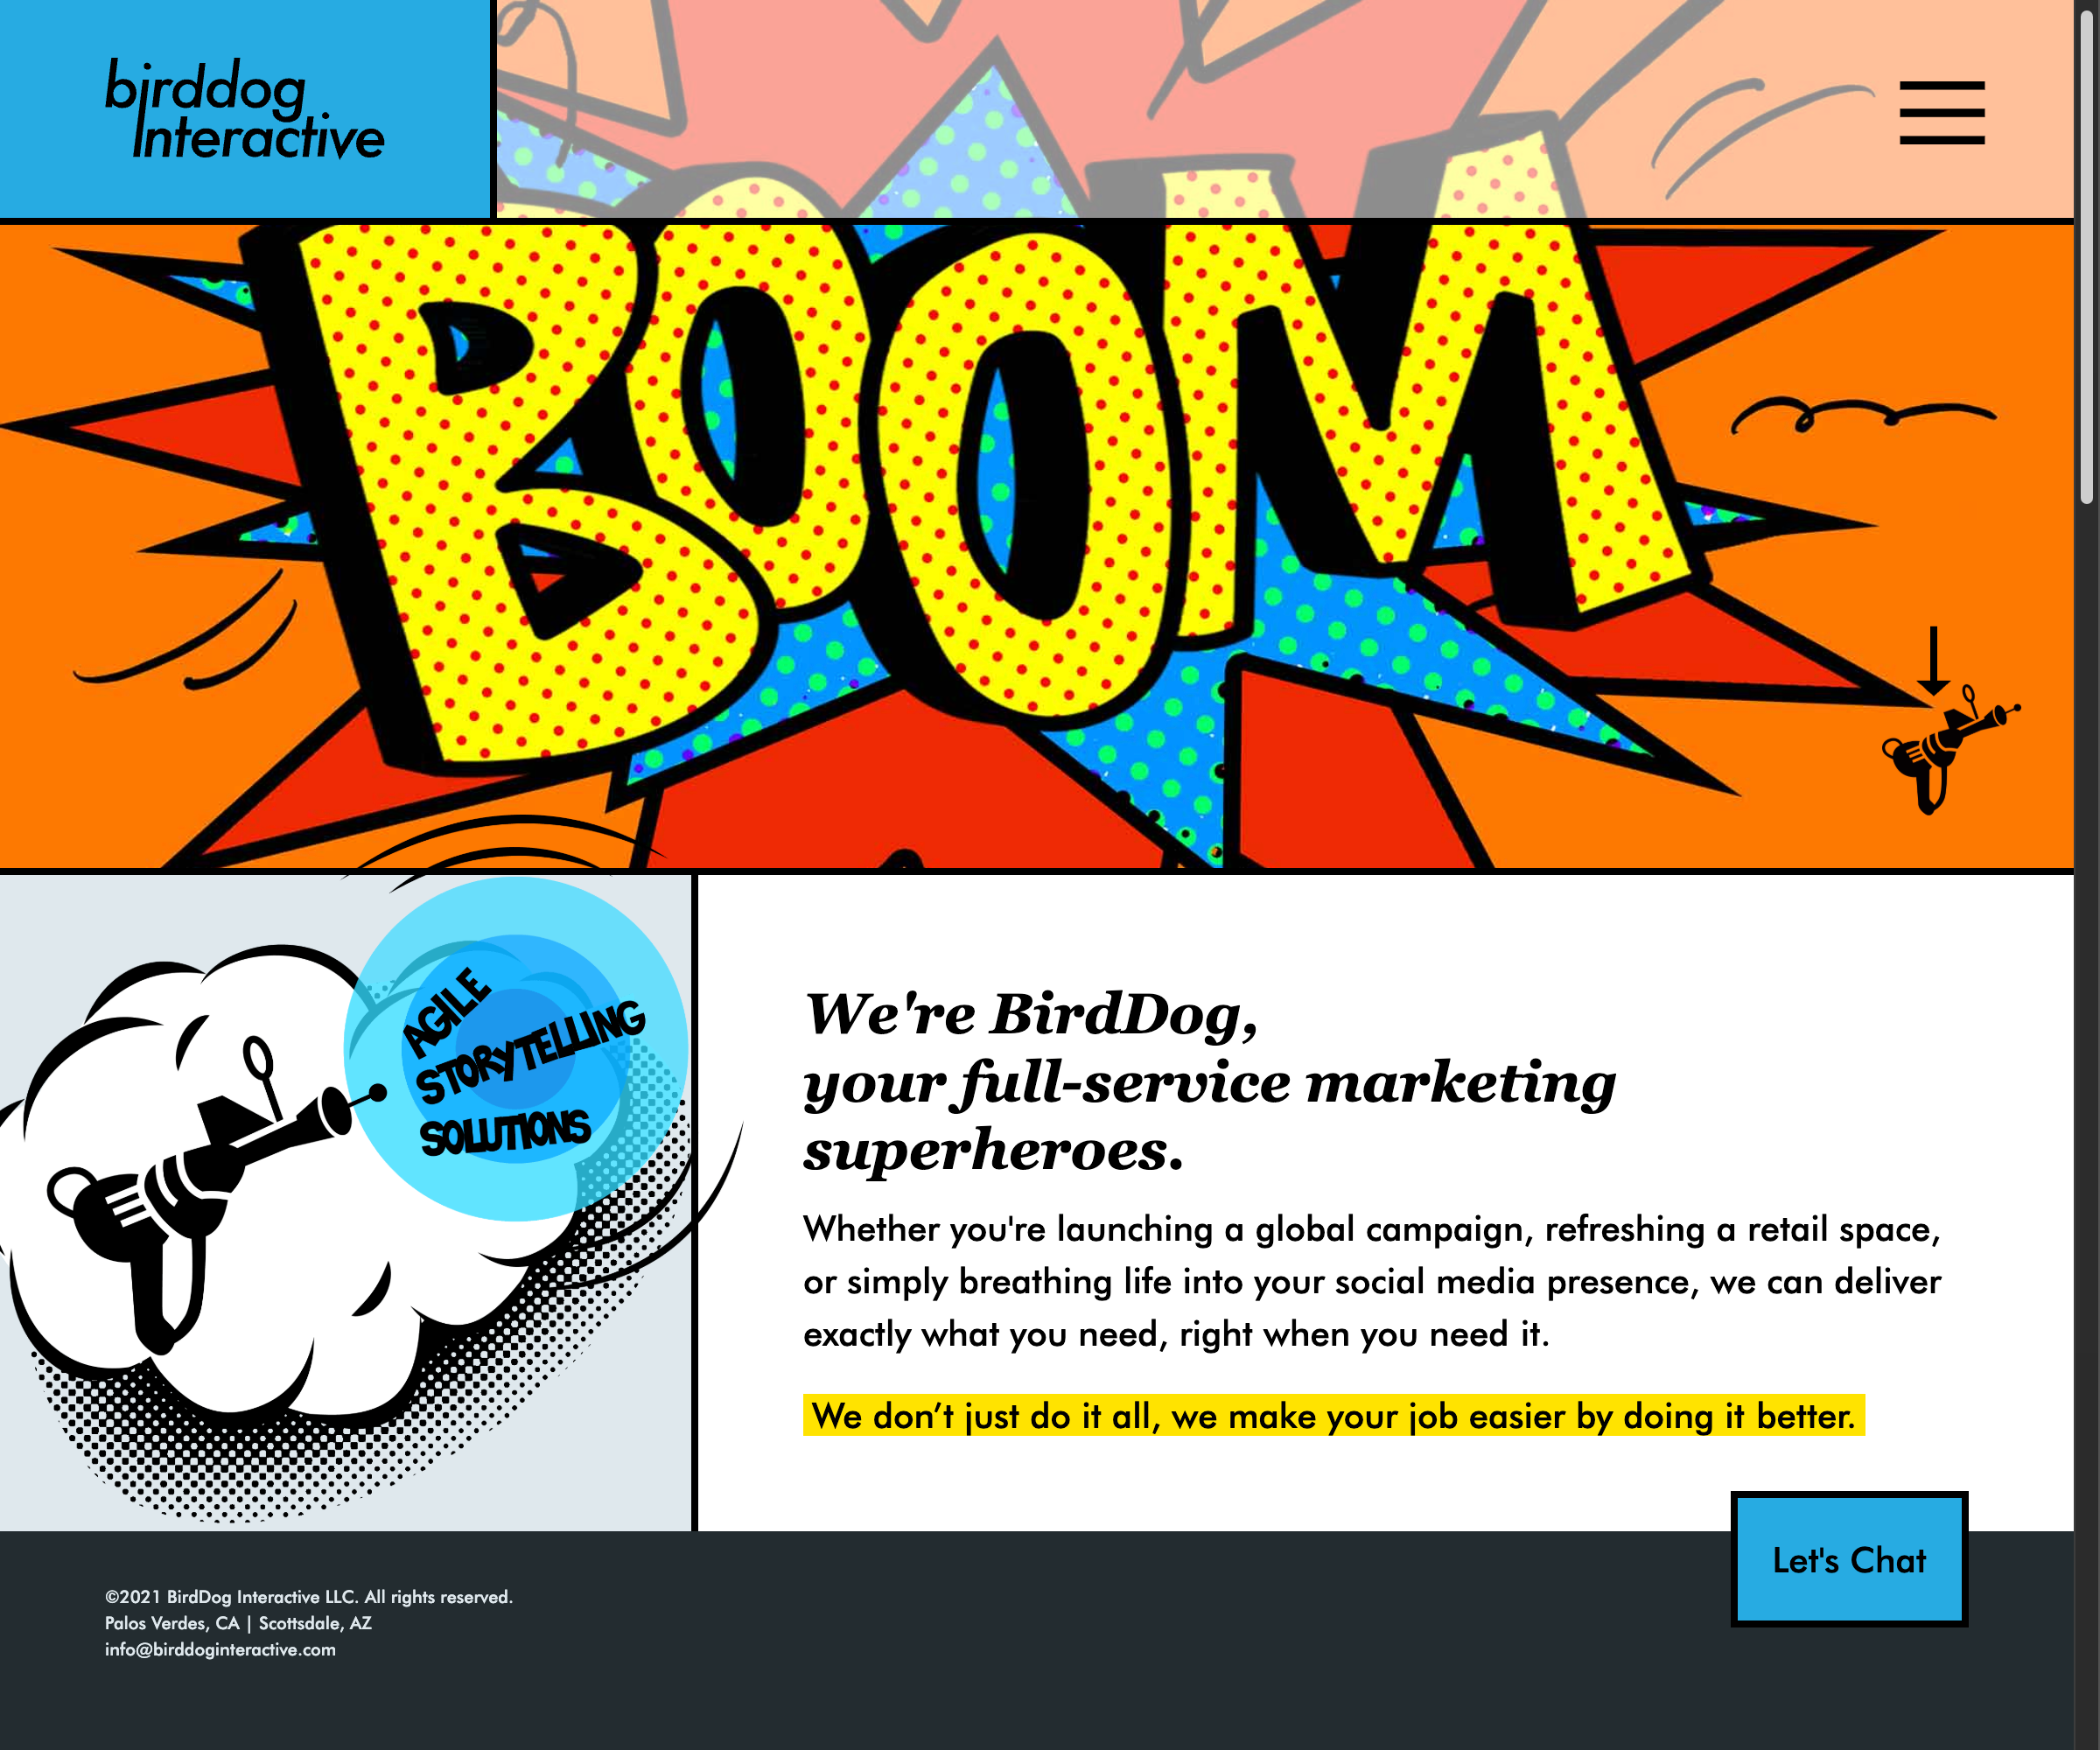 birddog
Interactive
BOOM
AGILE
STORYTELLING
SOLUTIONS
We're BirdDog,
your full-service marketing
superheroes.
Whether you're launching a global campaign, refreshing a retail space,
or simply breathing life into your social media presence, we can deliver
exactly what you need, right when you need it.
We don’t just do it all, we make your job easier by doing it better.
Let's Chat
©2021 BirdDog Interactive LLC. All rights reserved.
Palos Verdes, CA | Scottsdale, AZ
info@birddoginteractive.com